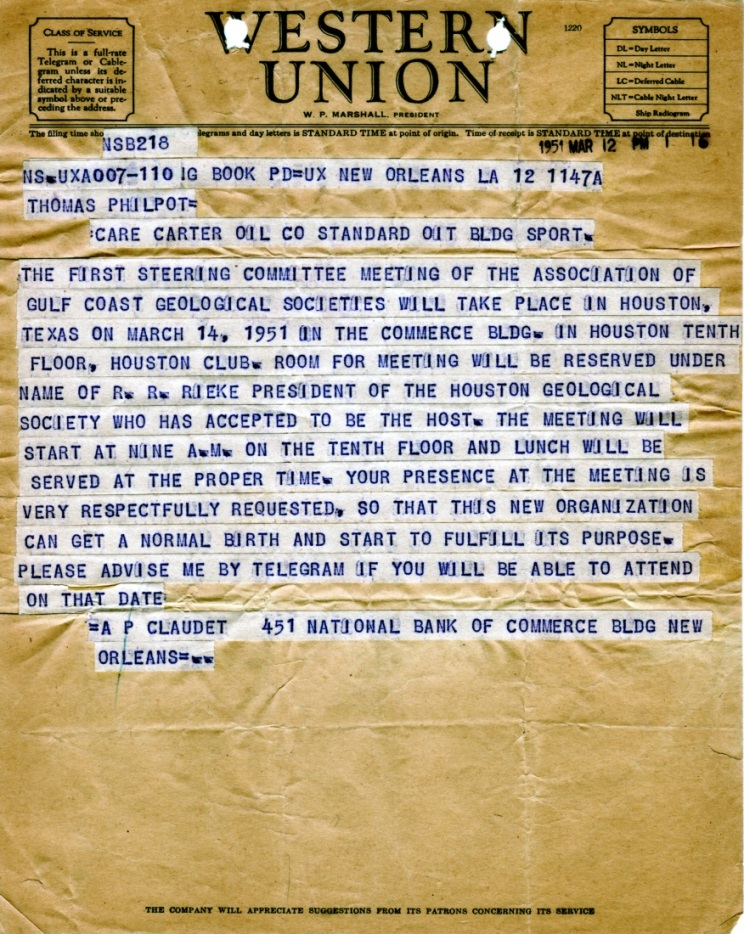 CLASS OF SERVICE
This is a full-rate
Telegram or Cable-
gram unless its de-
ferred character is in-
dicated by a suitable
symbol above or pre-
ceding the address.
WESTERN
UNION
W. P. MARSHALL, PRESIDENT
1220
SYMBOLS
DL=Day Letter
NL=Night Letter
LC=Deferred Cable
NLT=Cable Night Letter
Ship Radiogram
The filing time sho legrams and day letters is STANDARD TIME at point of origin. Time of receipt is STANDARD TIME at point of destination
NSB218
1951 MAR 12 PM 1 16
NS.UXA007-110 IG BOOK PD=UX NEW ORLEANS LA 12 1147A
THOMAS PHILPOT=
:CARE CARTER OIL CO STANDARD OIT BLDG SPORT.
THE FIRST STEERING COMMITTEE MEETING OF THE ASSOCIATION OF
GULF COAST GEOLOGICAL SOCIETIES WILL TAKE PLACE IN HOUSTON,
TEXAS ON MARCH 14, 1951 IN THE COMMERCE BLDG. IN HOUSTON TENTH
FLOOR, HOUSTON CLUB. ROOM FOR MEETING WILL BE RESERVED UNDER
NAME OF R. R. RIEKE PRESIDENT OF THE HOUSTON GEOLOGICAL
SOCIETY WHO HAS ACCEPTED TO BE THE HOST. THE MEETING WILL
START AT NINE A.M. ON THE TENTH FLOOR AND LUNCH WILL BE
SERVED AT THE PROPER TIME. YOUR PRESENCE AT THE MEETING IS
VERY RESPECTFULLY REQUESTED, SO THAT THIS NEW ORGANIZATION
CAN GET A NORMAL BIRTH AND START TO FULFILL ITS PURPOSE.
PLEASE ADVISE ME BY TELEGRAM IF YOU WILL BE ABLE TO ATTEND
ON THAT DATE
=A P CLAUDET 451 NATIONAL BANK OF COMMERCE BLDG NEW
ORLEANS=..
THE COMPANY WILL APPRECIATE SUGGESTIONS FROM ITS PATRONS CONCERNING ITS SERVICE